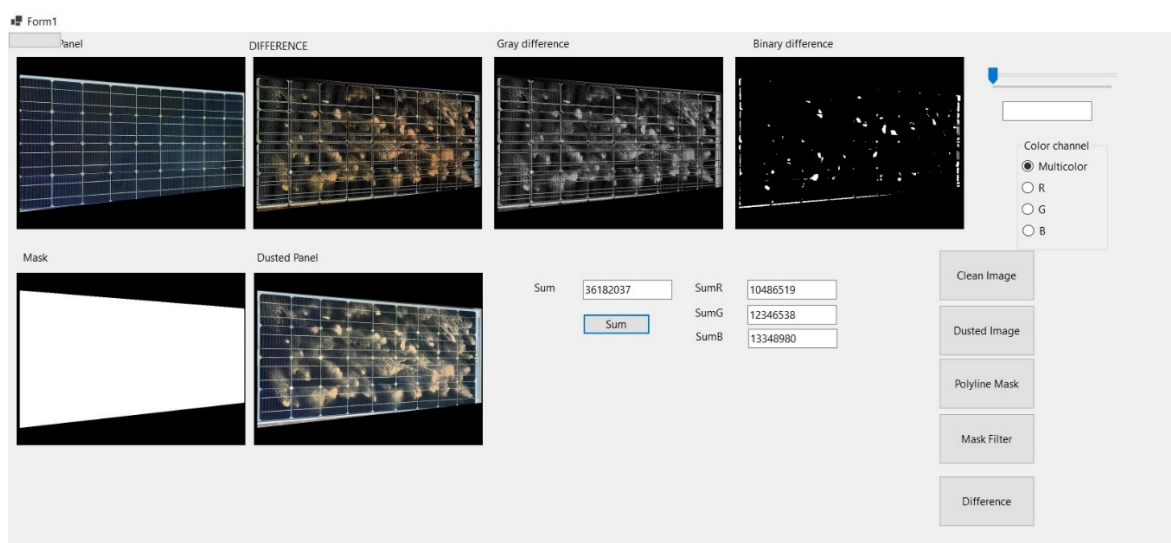 Form1
Panel
DIFFERENCE
Gray difference
Binary difference
Color channel
Multicolor
R
G
B
Mask
Dusted Panel
Sum
36182037
SumR
10486519
Sum
SumG
12346538
SumB
13348980
Clean Image
Dusted Image
Polyline Mask
Mask Filter
Difference